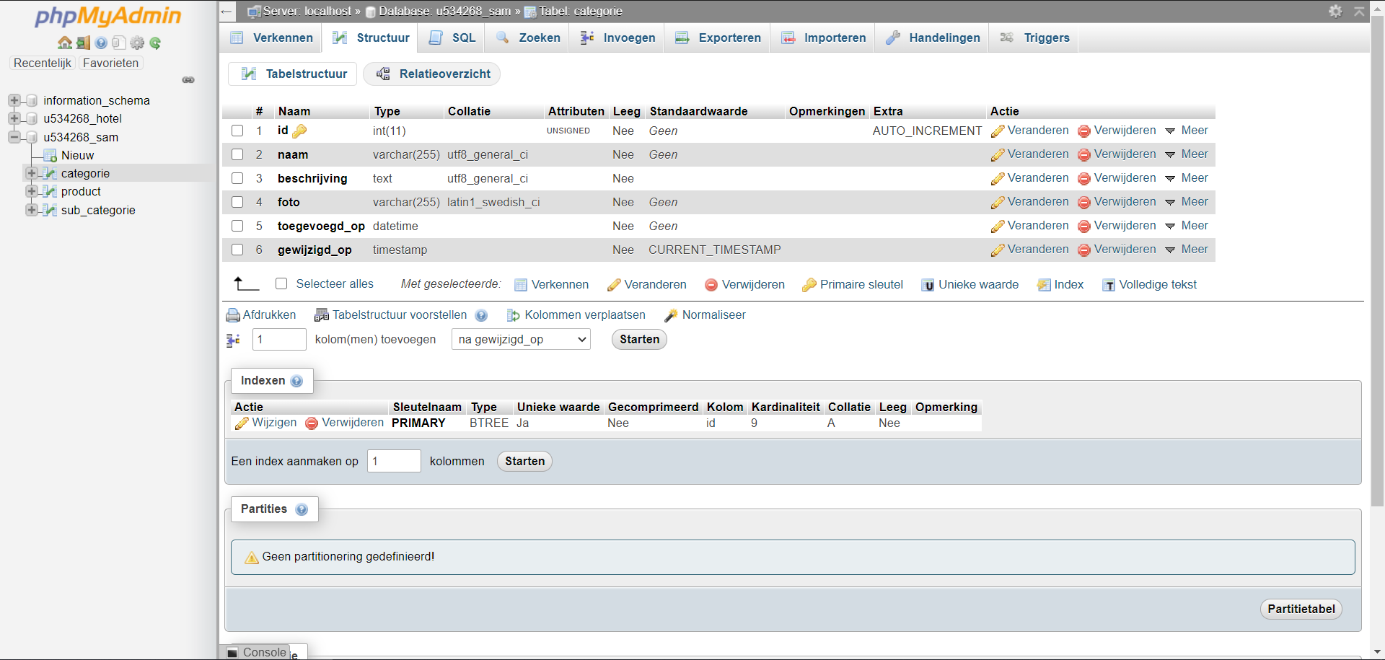 phpMyAdmin
Recentelijk Favorieten
information_schema
u534268_hotel
u534268_sam
Nieuw
categorie
product
sub_categorie
Server: localhost » Database: u534268_sam » Tabel: categorie
Verkennen Structuur SQL Zoeken Invoegen Exporteren Importeren Handelingen Triggers
Tabelstructuur Relatieoverzicht
# Naam Type Collatie Attributen Leeg Standaardwaarde Opmerkingen Extra Actie
1 id int(11) UNSIGNED Nee Geen AUTO_INCREMENT Veranderen Verwijderen Meer
2 naam varchar(255) utf8_general_ci Nee Geen Veranderen Verwijderen Meer
3 beschrijving text utf8_general_ci Nee Veranderen Verwijderen Meer
4 foto varchar(255) latin1_swedish_ci Nee Geen Veranderen Verwijderen Meer
5 toegevoegd_op datetime Nee Geen Veranderen Verwijderen Meer
6 gewijzigd_op timestamp Nee CURRENT_TIMESTAMP Veranderen Verwijderen Meer
Selecteer alles Met geselecteerde: Verkennen Veranderen Verwijderen Primaire sleutel Unieke waarde Index Volledige tekst
Afdrukken Tabelstructuur voorstellen Kolommen verplaatsen Normaliseer
1 kolom(men) toevoegen na gewijzigd_op Starten
Indexen
Actie Sleutelnaam Type Unieke waarde Gecomprimeerd Kolom Kardinaliteit Collatie Leeg Opmerking
Wijzigen Verwijderen PRIMARY BTREE Ja Nee id 9 A Nee
Een index aanmaken op 1 kolommen Starten
Partities
Geen partitionering gedefinieerd!
Partitietabel
Console